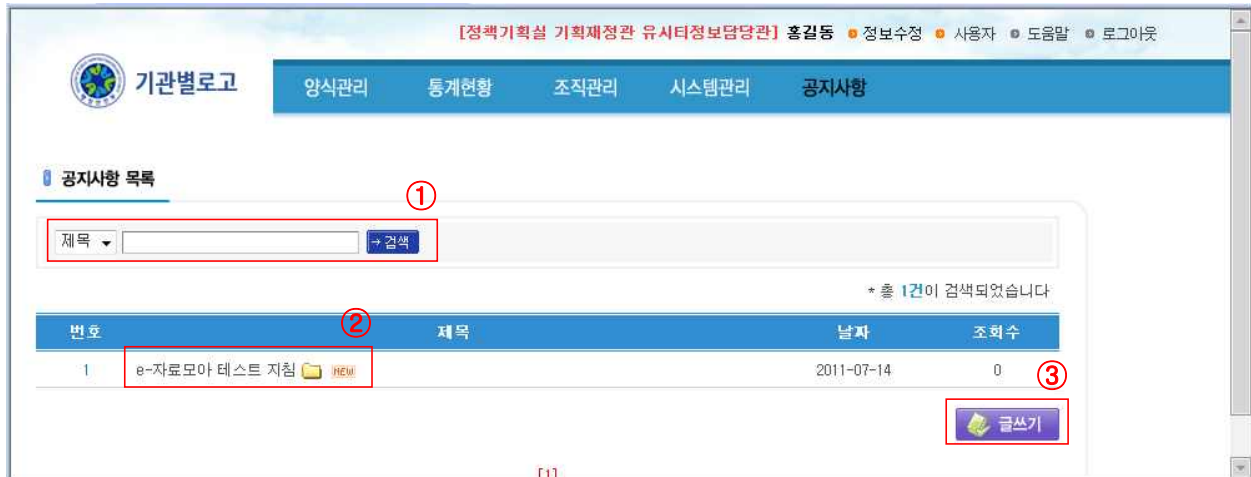 [정책기획실 기획재정관 유시티정보담당관] 홍길동 정보수정 사용자 도움말 로그아웃
기관별로고 양식관리 통계현황 조직관리 시스템관리 공지사항
공지사항 목록
①
제목 검색
* 총 1건이 검색되었습니다
번호 ② 제목 날짜 조회수
1 e-자료모아 테스트 지침 NEW 2011-07-14 0
③
글쓰기
[1]